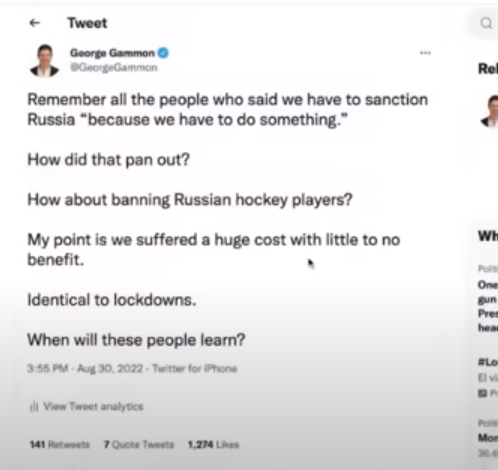 Tweet
George Gammon
@GeorgeGammon
Remember all the people who said we have to sanction
Russia “because we have to do something.”
How did that pan out?
How about banning Russian hockey players?
My point is we suffered a huge cost with little to no
benefit.
Identical to lockdowns.
When will these people learn?
3:55 PM · Aug 30, 2022 · Twitter for iPhone
View Tweet analytics
141 Retweets 7 Quote Tweets 1,274 Likes
Rel
Wh
Polit
One
gun
Pres
head
#Lo
El vi
Polit
Mon